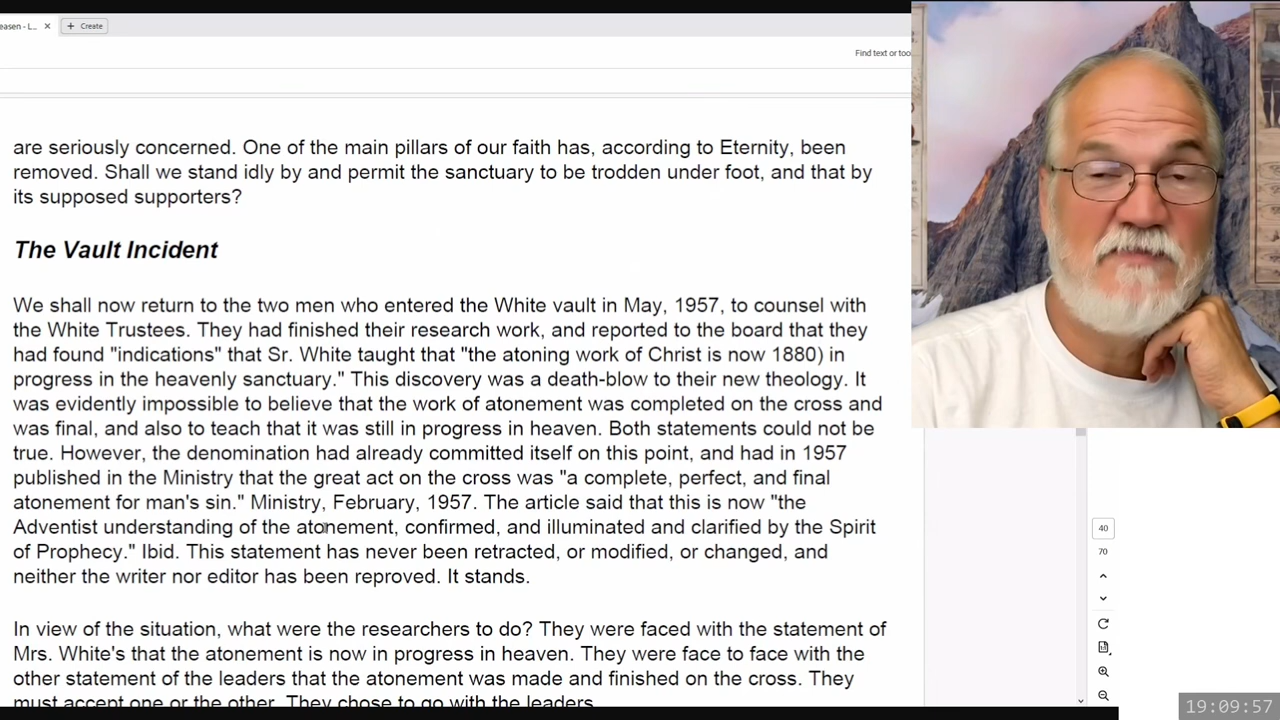 easen - L...
Create
Find text or too
are seriously concerned. One of the main pillars of our faith has, according to Eternity, been
removed. Shall we stand idly by and permit the sanctuary to be trodden under foot, and that by
its supposed supporters?
The Vault Incident
We shall now return to the two men who entered the White vault in May, 1957, to counsel with
the White Trustees. They had finished their research work, and reported to the board that they
had found "indications" that Sr. White taught that "the atoning work of Christ is now 1880) in
progress in the heavenly sanctuary." This discovery was a death-blow to their new theology. It
was evidently impossible to believe that the work of atonement was completed on the cross and
was final, and also to teach that it was still in progress in heaven. Both statements could not be
true. However, the denomination had already committed itself on this point, and had in 1957
published in the Ministry that the great act on the cross was "a complete, perfect, and final
atonement for man's sin." Ministry, February, 1957. The article said that this is now "the
Adventist understanding of the atonement, confirmed, and illuminated and clarified by the Spirit
of Prophecy." Ibid. This statement has never been retracted, or modified, or changed, and
neither the writer nor editor has been reproved. It stands.
In view of the situation, what were the researchers to do? They were faced with the statement of
Mrs. White's that the atonement is now in progress in heaven. They were face to face with the
other statement of the leaders that the atonement was made and finished on the cross. They
must accept one or the other. They chose to go with the leaders.
40
70
19:09:57